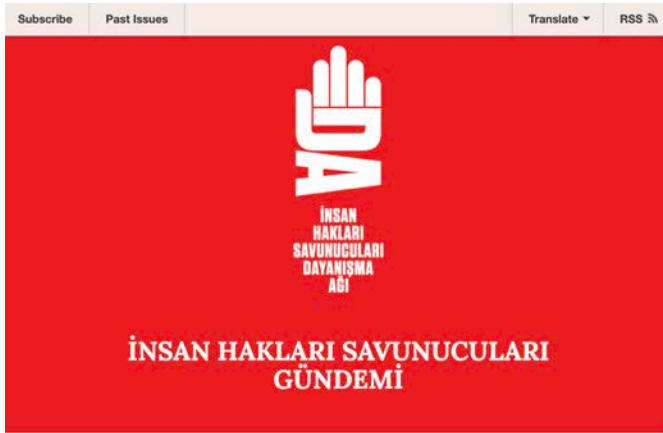 Subscribe Past Issues Translate RSS
DA
İNSAN
HAKLARI
SAVUNUCULARI
DAYANIŞMA
AĞI
İNSAN HAKLARI SAVUNUCULARI
GÜNDEMİ